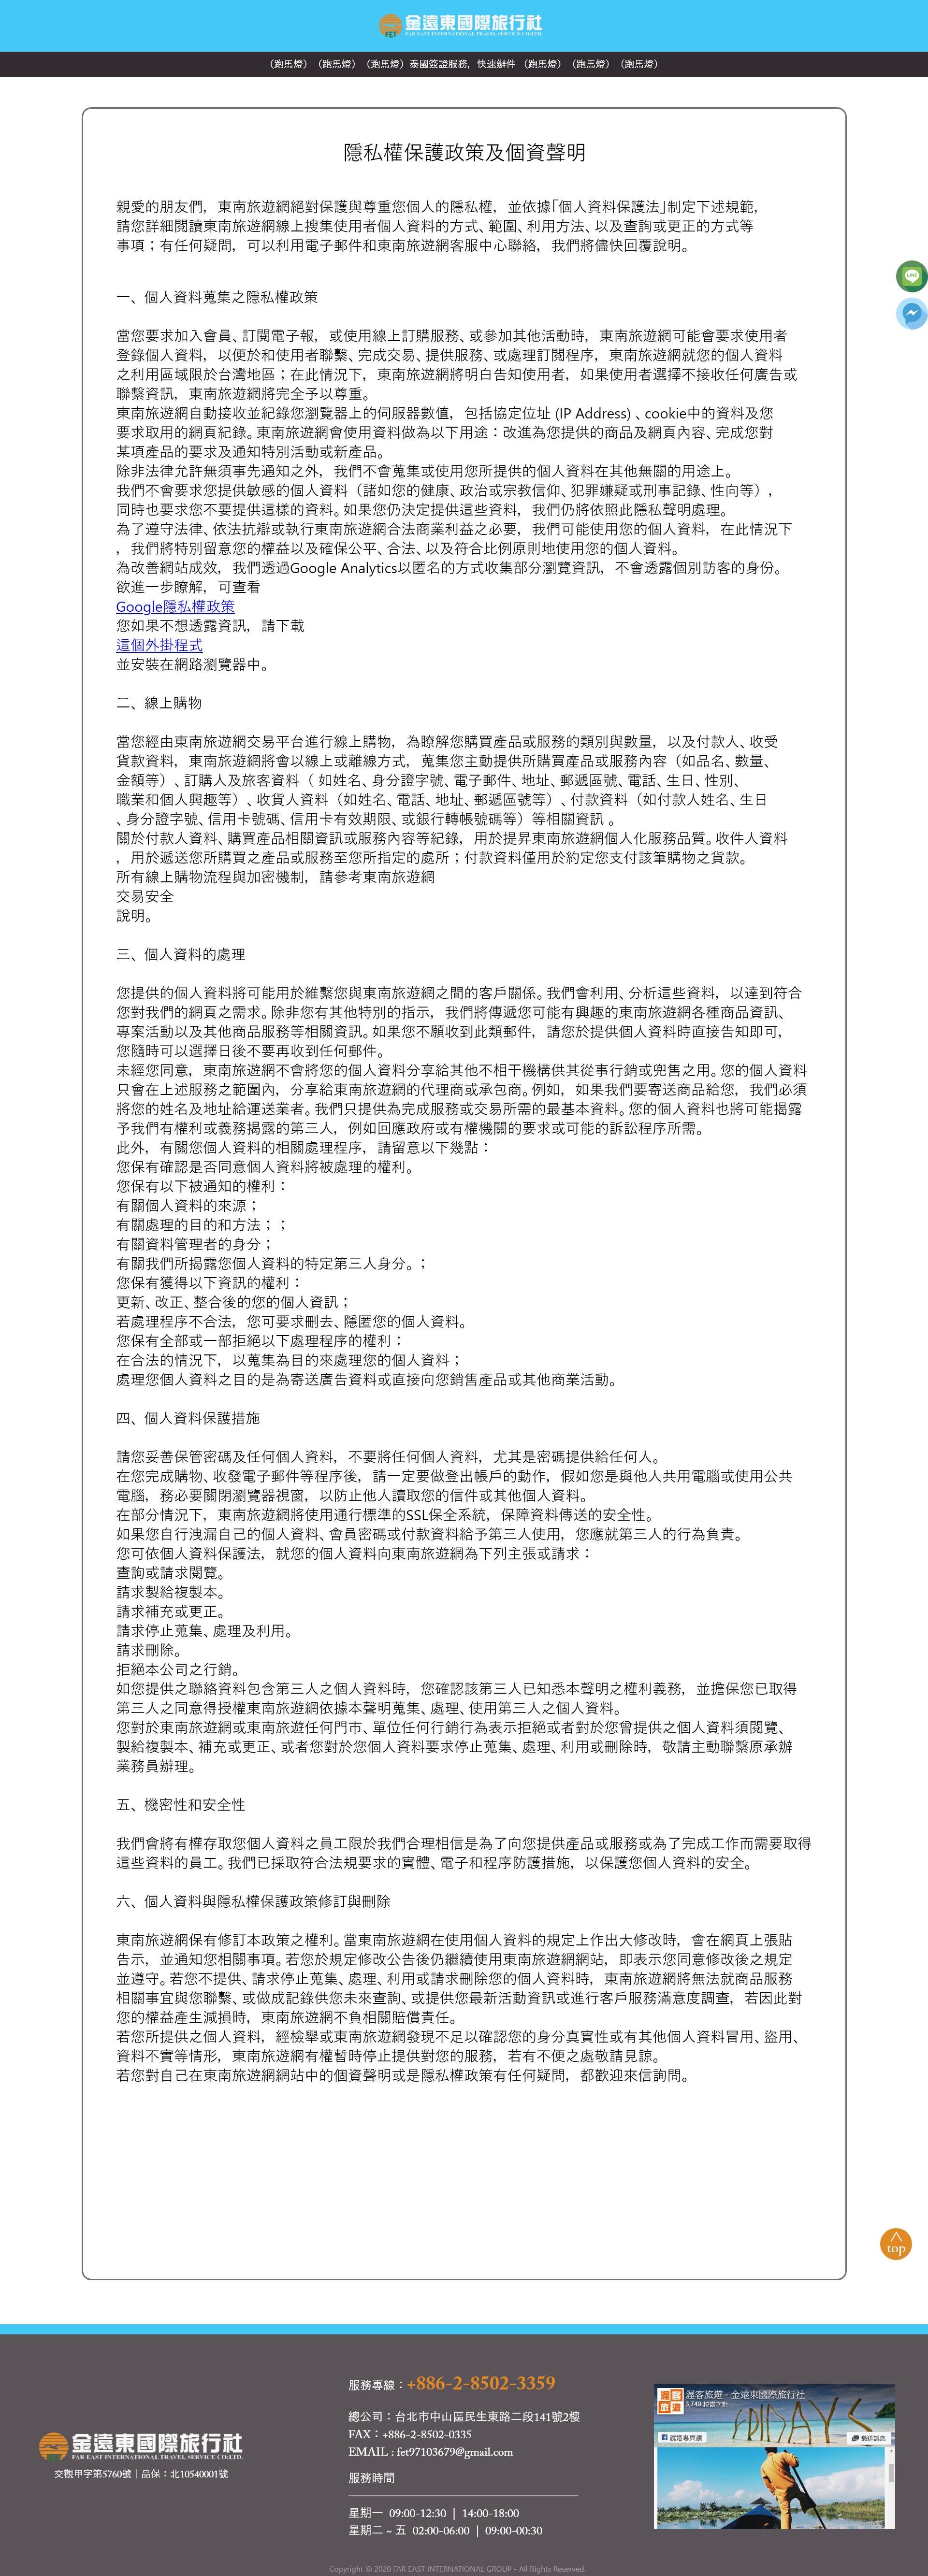 金遠東國際旅行社
FAR EAST INTERNATIONAL TRAVEL SERVICE CO.LTD.
FET
（跑馬燈）（跑馬燈）（跑馬燈）泰國簽證服務，快速辦件 （跑馬燈）（跑馬燈）（跑馬燈）
隱私權保護政策及個資聲明
親愛的朋友們，東南旅遊網絕對保護與尊重您個人的隱私權，並依據「個人資料保護法」制定下述規範，
請您詳細閱讀東南旅遊網線上搜集使用者個人資料的方式、範圍、利用方法、以及查詢或更正的方式等
事項；有任何疑問，可以利用電子郵件和東南旅遊網客服中心聯絡，我們將儘快回覆說明。
一、個人資料蒐集之隱私權政策
當您要求加入會員、訂閱電子報，或使用線上訂購服務、或參加其他活動時，東南旅遊網可能會要求使用者
登錄個人資料，以便於和使用者聯繫、完成交易、提供服務、或處理訂閱程序，東南旅遊網就您的個人資料
之利用區域限於台灣地區；在此情況下，東南旅遊網將明白告知使用者，如果使用者選擇不接收任何廣告或
聯繫資訊，東南旅遊網將完全予以尊重。
東南旅遊網自動接收並紀錄您瀏覽器上的伺服器數值，包括協定位址 (IP Address) 、cookie中的資料及您
要求取用的網頁紀錄。東南旅遊網會使用資料做為以下用途：改進為您提供的商品及網頁內容、完成您對
某項產品的要求及通知特別活動或新產品。
除非法律允許無須事先通知之外，我們不會蒐集或使用您所提供的個人資料在其他無關的用途上。
我們不會要求您提供敏感的個人資料（諸如您的健康、政治或宗教信仰、犯罪嫌疑或刑事記錄、性向等），
同時也要求您不要提供這樣的資料。如果您仍決定提供這些資料，我們仍將依照此隱私聲明處理。
為了遵守法律、依法抗辯或執行東南旅遊網合法商業利益之必要，我們可能使用您的個人資料，在此情況下
，我們將特別留意您的權益以及確保公平、合法、以及符合比例原則地使用您的個人資料。
為改善網站成效，我們透過Google Analytics以匿名的方式收集部分瀏覽資訊，不會透露個別訪客的身份。
欲進一步瞭解，可查看
Google隱私權政策
您如果不想透露資訊，請下載
這個外掛程式
並安裝在網路瀏覽器中。
二、線上購物
當您經由東南旅遊網交易平台進行線上購物，為瞭解您購買產品或服務的類別與數量，以及付款人、收受
貨款資料，東南旅遊網將會以線上或離線方式，蒐集您主動提供所購買產品或服務內容（如品名、數量、
金額等）、訂購人及旅客資料（ 如姓名、身分證字號、電子郵件、地址、郵遞區號、電話、生日、性別、
職業和個人興趣等）、收貨人資料（如姓名、電話、地址、郵遞區號等）、付款資料（如付款人姓名、生日
、身分證字號、信用卡號碼、信用卡有效期限、或銀行轉帳號碼等）等相關資訊 。
關於付款人資料、購買產品相關資訊或服務內容等紀錄，用於提昇東南旅遊網個人化服務品質。收件人資料
，用於遞送您所購買之產品或服務至您所指定的處所；付款資料僅用於約定您支付該筆購物之貨款。
所有線上購物流程與加密機制，請參考東南旅遊網
交易安全
說明。
三、個人資料的處理
您提供的個人資料將可能用於維繫您與東南旅遊網之間的客戶關係。我們會利用、分析這些資料，以達到符合
您對我們的網頁之需求。除非您有其他特別的指示，我們將傳遞您可能有興趣的東南旅遊網各種商品資訊、
專案活動以及其他商品服務等相關資訊。如果您不願收到此類郵件，請您於提供個人資料時直接告知即可，
您隨時可以選擇日後不要再收到任何郵件。
未經您同意，東南旅遊網不會將您的個人資料分享給其他不相干機構供其從事行銷或兜售之用。您的個人資料
只會在上述服務之範圍內，分享給東南旅遊網的代理商或承包商。例如，如果我們要寄送商品給您，我們必須
將您的姓名及地址給運送業者。我們只提供為完成服務或交易所需的最基本資料。您的個人資料也將可能揭露
予我們有權利或義務揭露的第三人，例如回應政府或有權機關的要求或可能的訴訟程序所需。
此外，有關您個人資料的相關處理程序，請留意以下幾點：
您保有確認是否同意個人資料將被處理的權利。
您保有以下被通知的權利：
有關個人資料的來源；
有關處理的目的和方法；；
有關資料管理者的身分；
有關我們所揭露您個人資料的特定第三人身分。；
您保有獲得以下資訊的權利：
更新、改正、整合後的您的個人資訊；
若處理程序不合法，您可要求刪去、隱匿您的個人資料。
您保有全部或一部拒絕以下處理程序的權利：
在合法的情況下，以蒐集為目的來處理您的個人資料；
處理您個人資料之目的是為寄送廣告資料或直接向您銷售產品或其他商業活動。
四、個人資料保護措施
請您妥善保管密碼及任何個人資料，不要將任何個人資料，尤其是密碼提供給任何人。
在您完成購物、收發電子郵件等程序後，請一定要做登出帳戶的動作，假如您是與他人共用電腦或使用公共
電腦，務必要關閉瀏覽器視窗，以防止他人讀取您的信件或其他個人資料。
在部分情況下，東南旅遊網將使用通行標準的SSL保全系統，保障資料傳送的安全性。
如果您自行洩漏自己的個人資料、會員密碼或付款資料給予第三人使用，您應就第三人的行為負責。
您可依個人資料保護法，就您的個人資料向東南旅遊網為下列主張或請求：
查詢或請求閱覽。
請求製給複製本。
請求補充或更正。
請求停止蒐集、處理及利用。
請求刪除。
拒絕本公司之行銷。
如您提供之聯絡資料包含第三人之個人資料時，您確認該第三人已知悉本聲明之權利義務，並擔保您已取得
第三人之同意得授權東南旅遊網依據本聲明蒐集、處理、使用第三人之個人資料。
您對於東南旅遊網或東南旅遊任何門市、單位任何行銷行為表示拒絕或者對於您曾提供之個人資料須閱覽、
製給複製本、補充或更正、或者您對於您個人資料要求停止蒐集、處理、利用或刪除時，敬請主動聯繫原承辦
業務員辦理。
五、機密性和安全性
我們會將有權存取您個人資料之員工限於我們合理相信是為了向您提供產品或服務或為了完成工作而需要取得
這些資料的員工。我們已採取符合法規要求的實體、電子和程序防護措施，以保護您個人資料的安全。
六、個人資料與隱私權保護政策修訂與刪除
東南旅遊網保有修訂本政策之權利。當東南旅遊網在使用個人資料的規定上作出大修改時，會在網頁上張貼
告示，並通知您相關事項。若您於規定修改公告後仍繼續使用東南旅遊網網站，即表示您同意修改後之規定
並遵守。若您不提供、請求停止蒐集、處理、利用或請求刪除您的個人資料時，東南旅遊網將無法就商品服務
相關事宜與您聯繫、或做成記錄供您未來查詢、或提供您最新活動資訊或進行客戶服務滿意度調查，若因此對
您的權益產生減損時，東南旅遊網不負相關賠償責任。
若您所提供之個人資料，經檢舉或東南旅遊網發現不足以確認您的身分真實性或有其他個人資料冒用、盜用、
資料不實等情形，東南旅遊網有權暫時停止提供對您的服務，若有不便之處敬請見諒。
若您對自己在東南旅遊網網站中的個資聲明或是隱私權政策有任何疑問，都歡迎來信詢問。
LINE
top
金遠東國際旅行社
FAR EAST INTERNATIONAL TRAVEL SERVICE CO.LTD.
交觀甲字第5760號｜品保：北10540001號
服務專線：+886-2-8502-3359
總公司：台北市中山區民生東路二段141號2樓
FAX：+886-2-8502-0335
EMAIL : fet97103679@gmail.com
服務時間
星期一 09:00-12:30 | 14:00-18:00
星期二 ~ 五 02:00-06:00 | 09:00-00:30
渥客旅遊
渥客旅遊 - 金遠東國際旅行社
3,749 按讚次數
FRIDAYS
說這專頁讚
發送訊息
Copyright © 2020 FAR EAST INTERNATIONAL GROUP - All Rights Reserved.